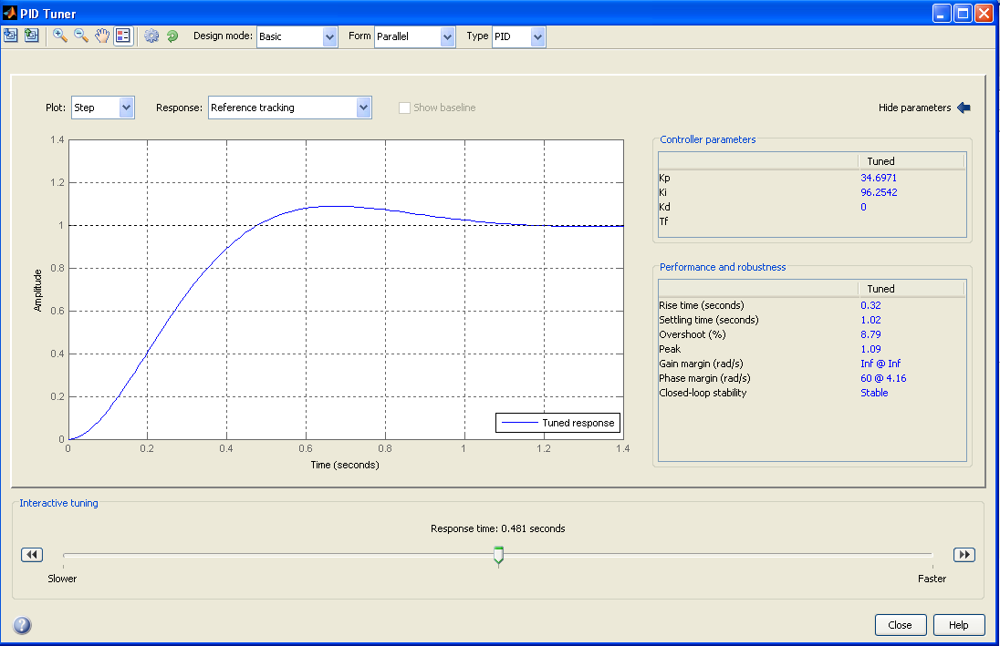 PID Tuner
Design mode: Basic Form Parallel Type PID
Plot: Step Response: Reference tracking Show baseline Hide parameters
1.4
1.2
1
0.8
0.6
0.4
0.2
0
Amplitude
0 0.2 0.4 0.6 0.8 1 1.2 1.4
Time (seconds)
Tuned response
Controller parameters
Tuned
Kp 34.6971
Ki 96.2542
Kd 0
Tf
Performance and robustness
Tuned
Rise time (seconds) 0.32
Settling time (seconds) 1.02
Overshoot (%) 8.79
Peak 1.09
Gain margin (rad/s) Inf @ Inf
Phase margin (rad/s) 60 @ 4.16
Closed-loop stability Stable
Interactive tuning
Response time: 0.481 seconds
Slower Faster
? Close Help